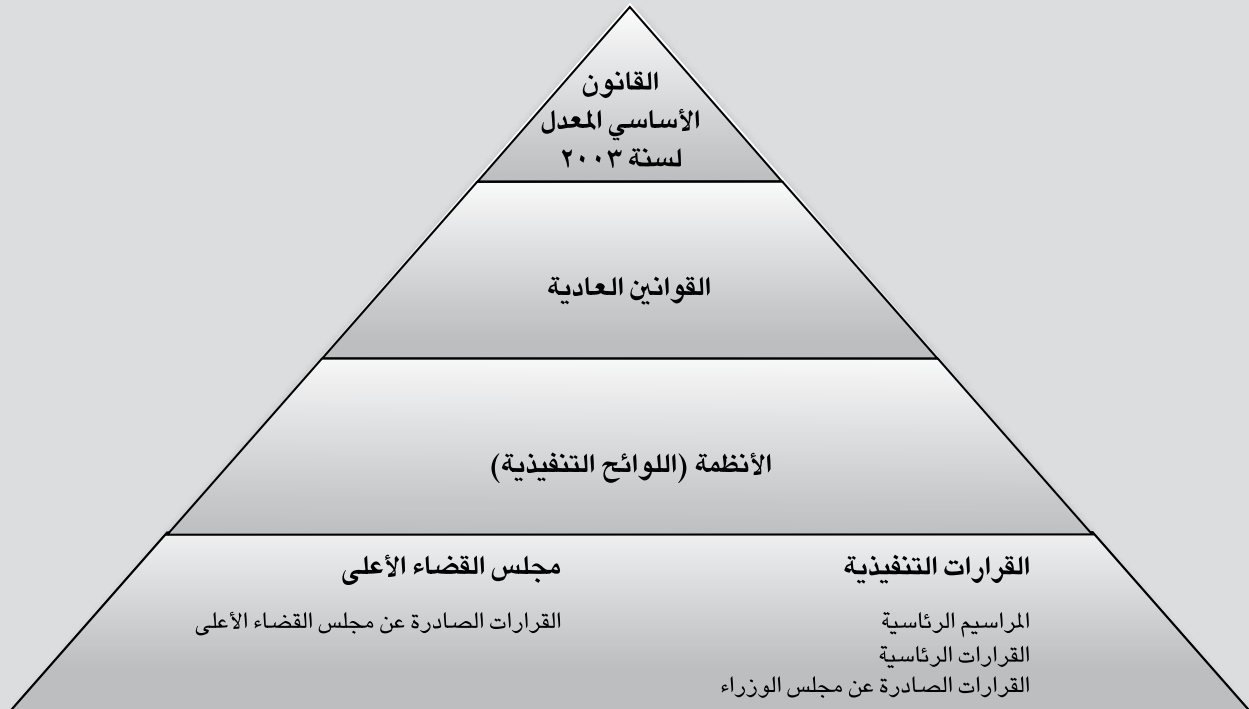 القانون
الأساسي المعدل
لسنة ٢٠٠٣
القوانين العادية
الأنظمة (اللوائح التنفيذية)
القرارات التنفيذية
المراسيم الرئاسية
القرارات الرئاسية
القرارات الصادرة عن مجلس الوزراء
مجلس القضاء الأعلى
القرارات الصادرة عن مجلس القضاء الأعلى